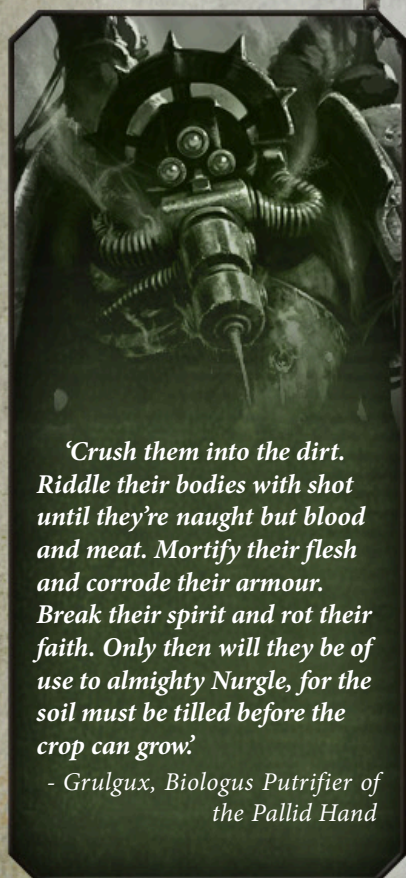 ‘Crush them into the dirt.
Riddle their bodies with shot
until they’re naught but blood
and meat. Mortify their flesh
and corrode their armour.
Break their spirit and rot their
faith. Only then will they be of
use to almighty Nurgle, for the
soil must be tilled before the
crop can grow.’
- Grulgux, Biologus Putrifier of
the Pallid Hand